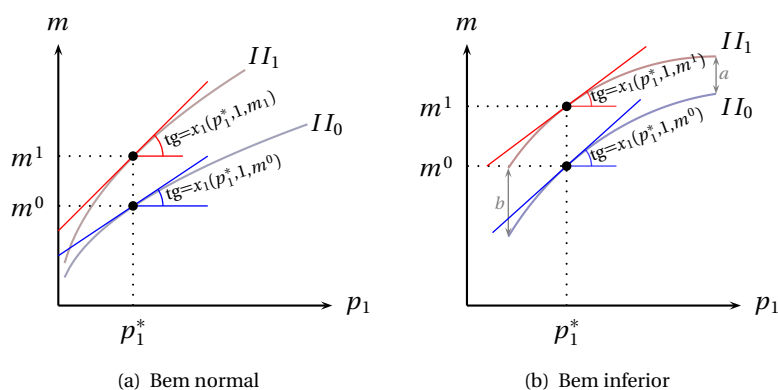 m
II₁
II₀
tg=x₁(p₁*,1,m₁)
m¹
tg=x₁(p₁*,1,m⁰)
m⁰
p₁*
p₁
(a) Bem normal
m
II₁
a
II₀
tg=x₁(p₁*,1,m¹)
m¹
tg=x₁(p₁*,1,m⁰)
m⁰
b
p₁*
p₁
(b) Bem inferior